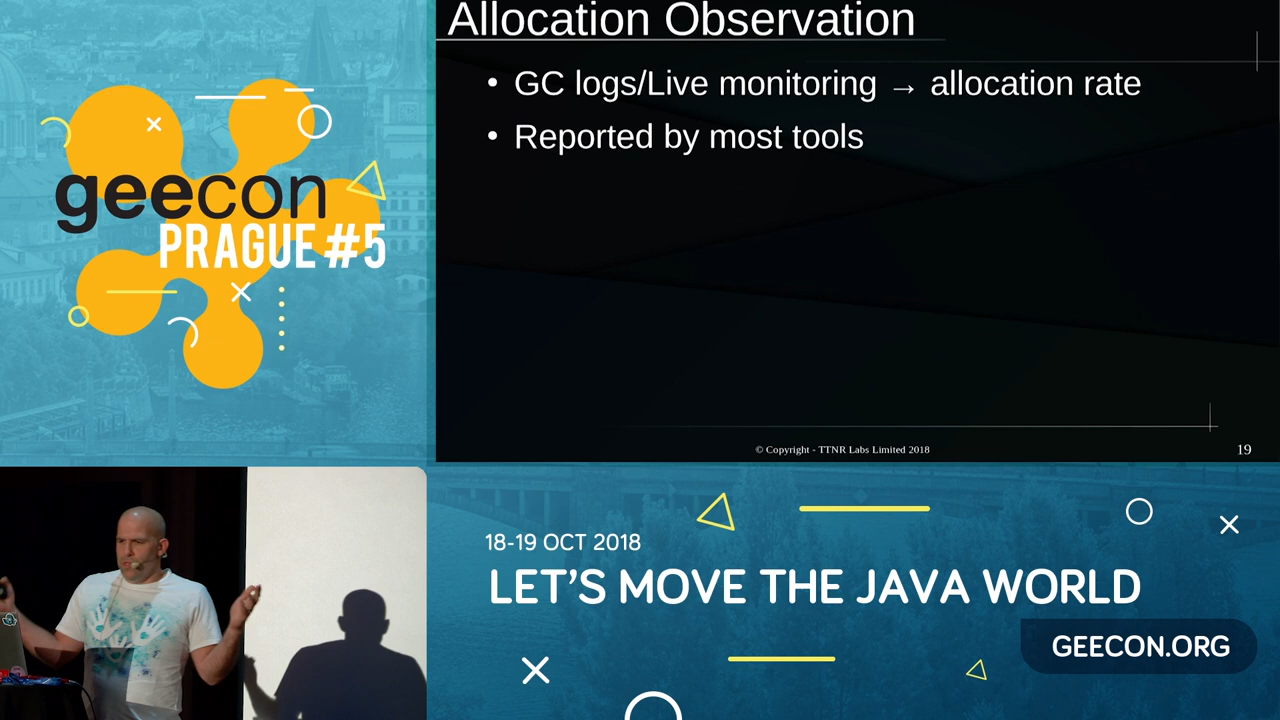 geecon
PRAGUE #5
Allocation Observation
• GC logs/Live monitoring → allocation rate
• Reported by most tools
© Copyright - TTNR Labs Limited 2018
19
18-19 OCT 2018
LET'S MOVE THE JAVA WORLD
GEECON.ORG